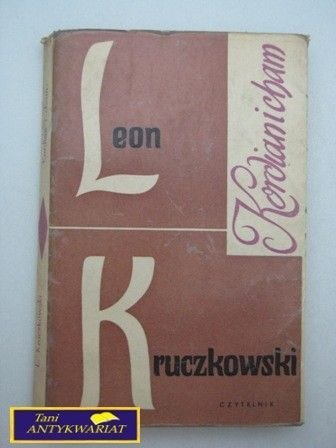 Leon
Kordian i cham
Kruczkowski
CZYTELNIK
Tani
ANTYKWARIAT